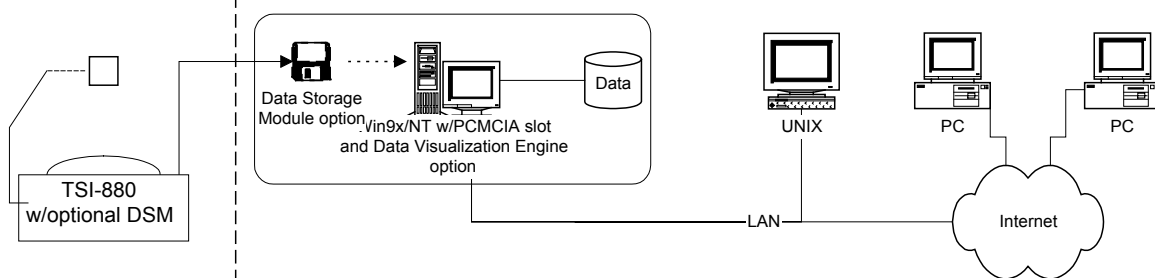 Data Storage
Module option
Win9x/NT w/PCMCIA slot
and Data Visualization Engine
option
Data
UNIX
PC
PC
TSI-880
w/optional DSM
LAN
Internet